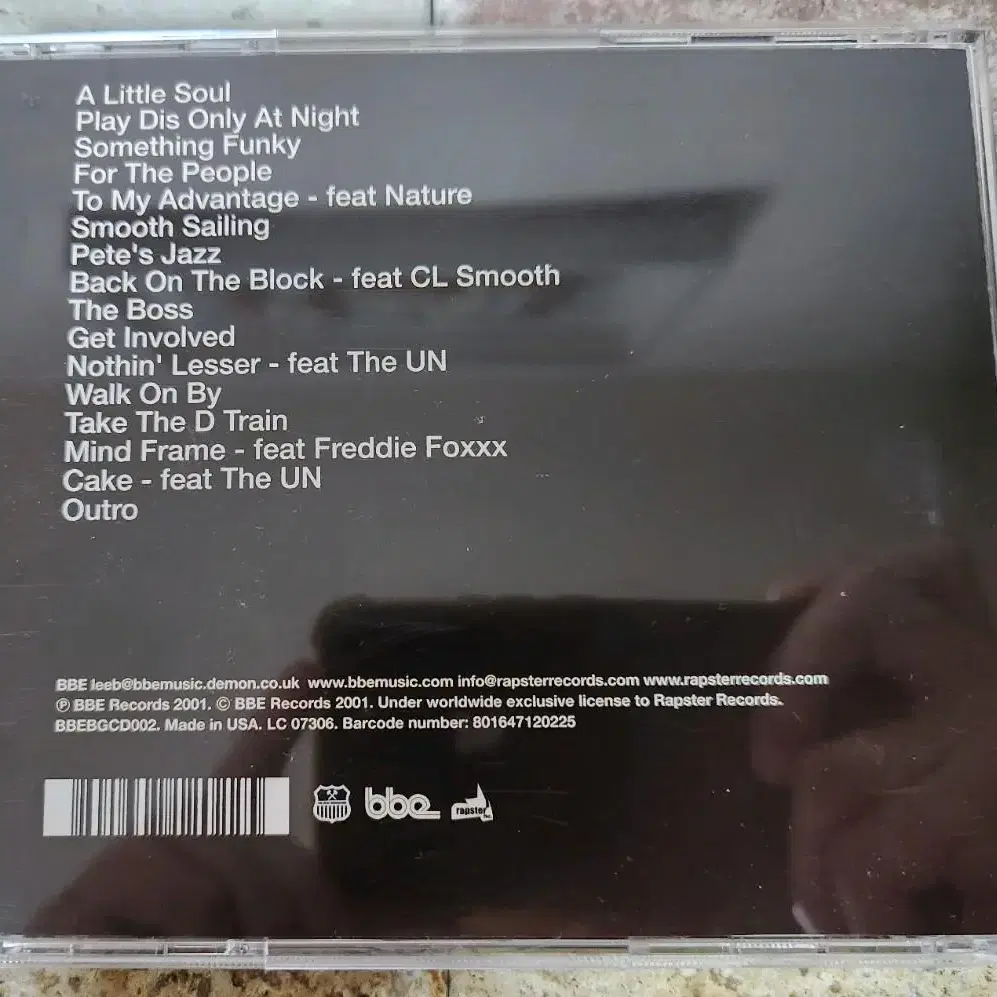 A Little Soul
Play Dis Only At Night
Something Funky
For The People
To My Advantage - feat Nature
Smooth Sailing
Pete's Jazz
Back On The Block - feat CL Smooth
The Boss
Get Involved
Nothin' Lesser - feat The UN
Walk On By
Take The D Train
Mind Frame - feat Freddie Foxxx
Cake - feat The UN
Outro
BBE leeb@bbemusic.demon.co.uk www.bbemusic.com info@rapsterrecords.com www.rapsterrecords.com
℗ BBE Records 2001. © BBE Records 2001. Under worldwide exclusive license to Rapster Records.
BBEBGCD002. Made in USA. LC 07306. Barcode number: 801647120225
bbe
rapster